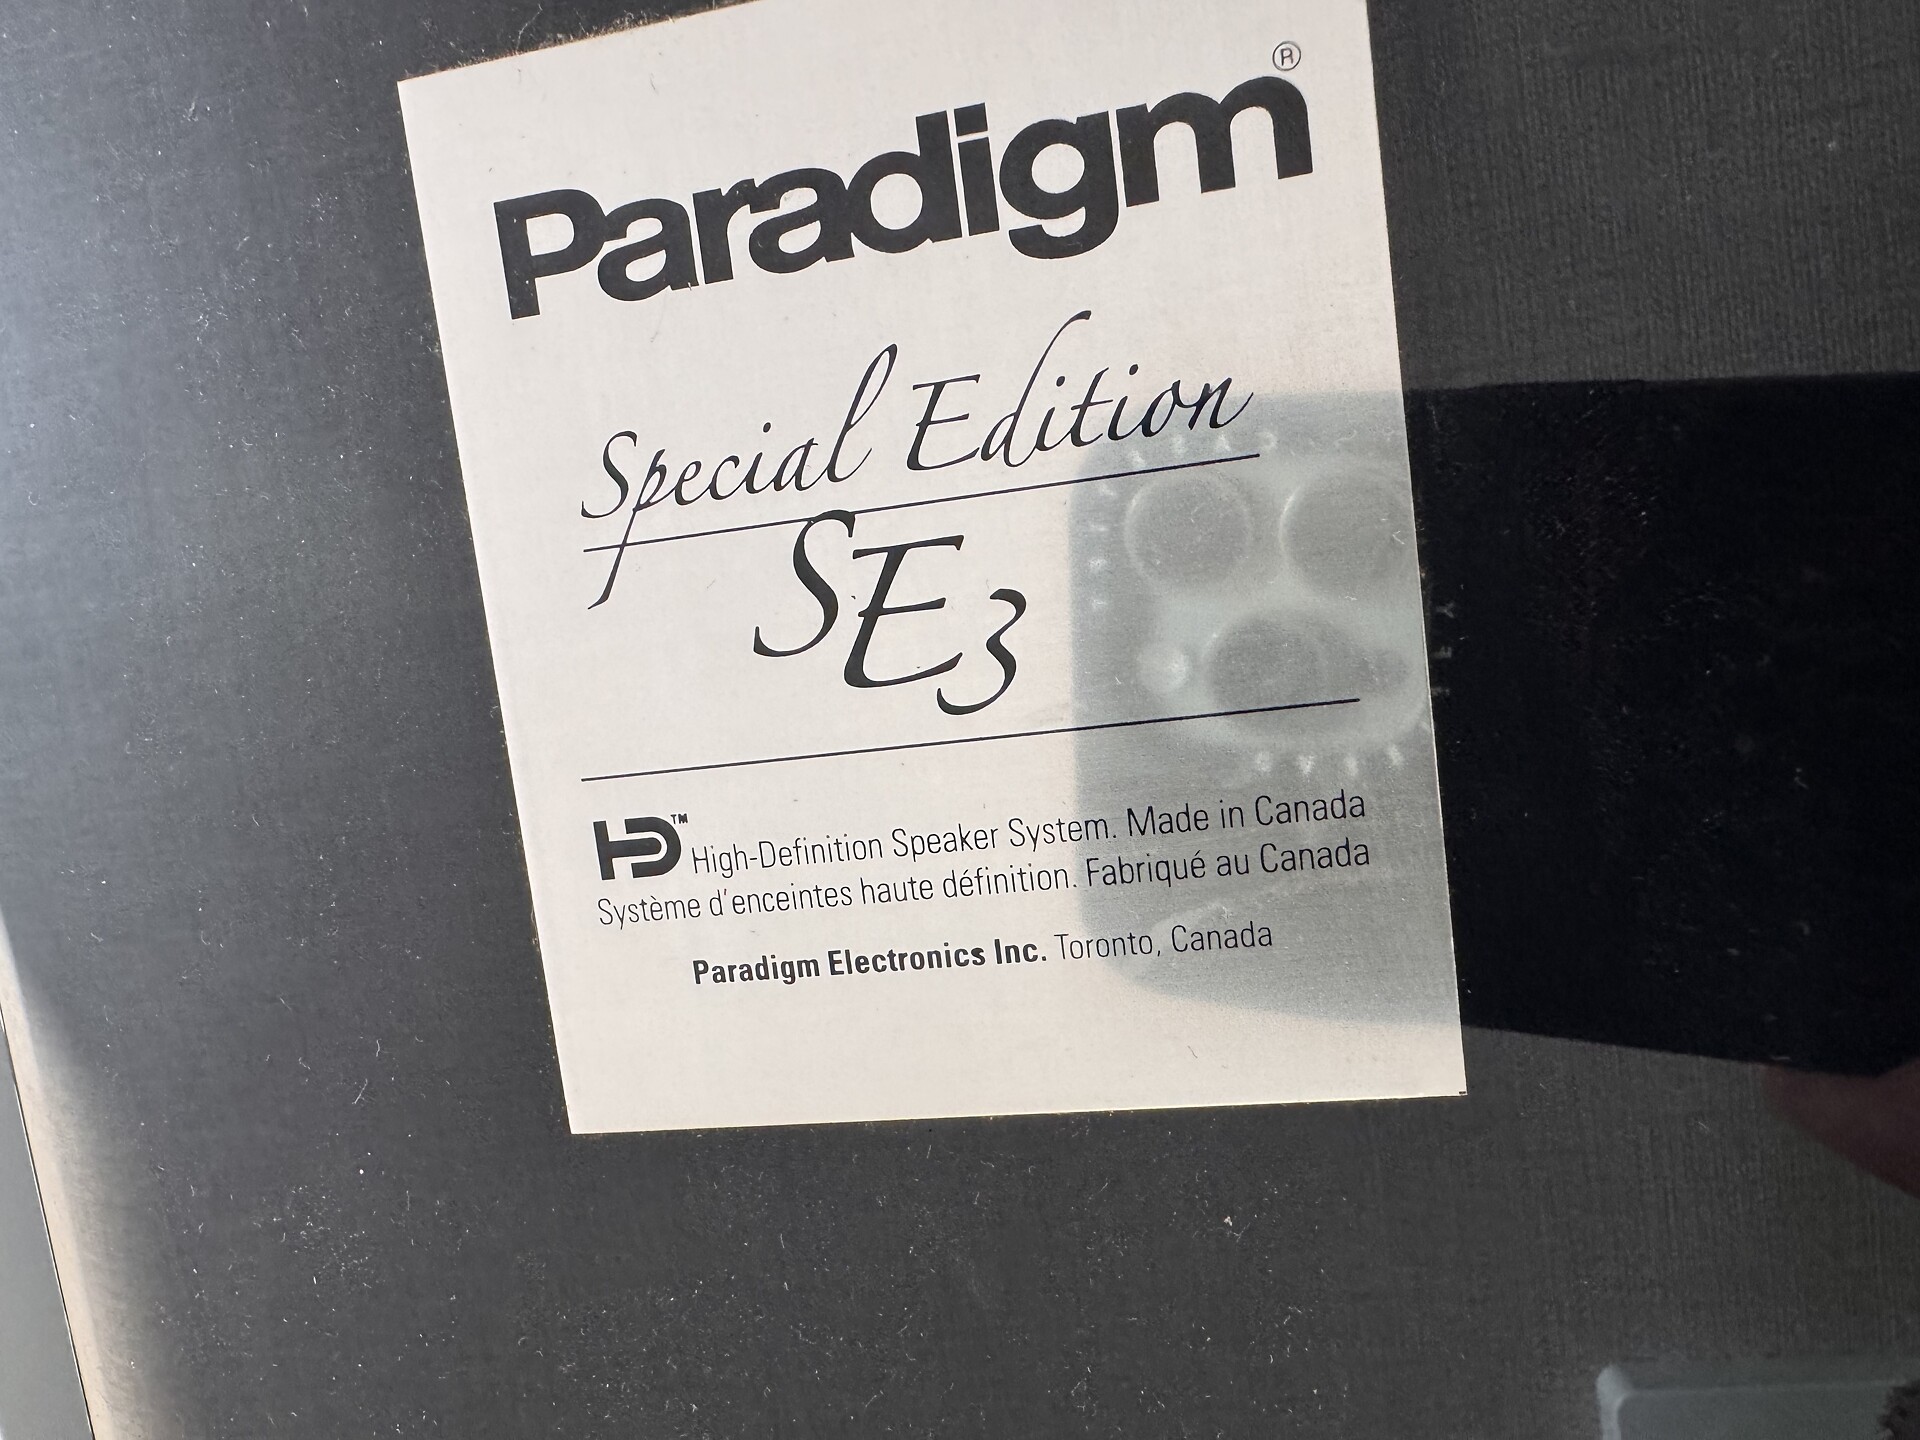 Paradigm®
Special Edition
SE3
HD™ High-Definition Speaker System. Made in Canada
Système d'enceintes haute définition. Fabriqué au Canada
Paradigm Electronics Inc. Toronto, Canada